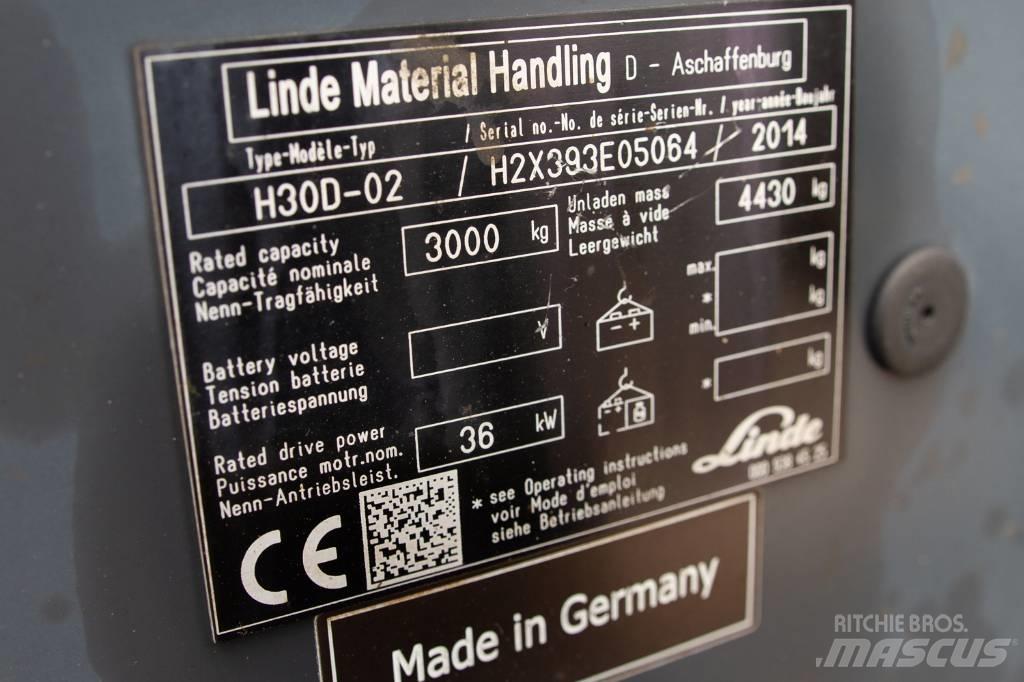 Linde Material Handling D - Aschaffenburg
Type-Modèle-Typ / Serial no.-No. de série-Serien-Nr. / year-année-Baujahr
H30D-02 / H2X393E05064 / 2014
Rated capacity
Capacité nominale
Nenn-Tragfähigkeit
3000 kg
Unladen mass
Masse à vide
Leergewicht
4430 kg
Battery voltage
Tension batterie
Batteriespannung
V
- +
max. kg
* kg
min.
* kg
Rated drive power
Puissance motr.nom.
Nenn-Antriebsleist.
36 kW
* see Operating instructions
voir Mode d'emploi
siehe Betriebsanleitung
Linde
CE
Made in Germany
RITCHIE BROS.
MASCUS